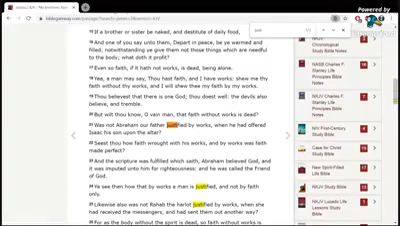 Powered by
biblegateway.com/passage/?search=james+2&version=KJV
just
15 If a brother or sister be naked, and destitute of daily food,
16 And one of you say unto them, Depart in peace, be ye warmed and
filled; notwithstanding ye give them not those things which are needful
to the body; what doth it profit?
17 Even so faith, if it hath not works, is dead, being alone.
18 Yea, a man may say, Thou hast faith, and I have works: shew me thy
faith without thy works, and I will shew thee my faith by my works.
19 Thou believest that there is one God; thou doest well: the devils also
believe, and tremble.
20 But wilt thou know, O vain man, that faith without works is dead?
21 Was not Abraham our father justified by works, when he had offered
Isaac his son upon the altar?
22 Seest thou how faith wrought with his works, and by works was faith
made perfect?
23 And the scripture was fulfilled which saith, Abraham believed God, and
it was imputed unto him for righteousness: and he was called the Friend
of God.
24 Ye see then how that by works a man is justified, and not by faith
only.
25 Likewise also was not Rahab the harlot justified by works, when she
had received the messengers, and had sent them out another way?
26 For as the body without the spirit is dead, so faith without works is
NKJV
Chronological
Study Bible Notes
NASB Charles F.
Stanley Life
Principles Bible
Notes
NKJV Charles F.
Stanley Life
Principles Bible
Notes
NIV First-Century
Study Bible
Case for Christ
Study Bible
New Spirit-Filled
Life Bible
NKJV Study Bible
NKJV Lucado Life
Lessons Study
Bible